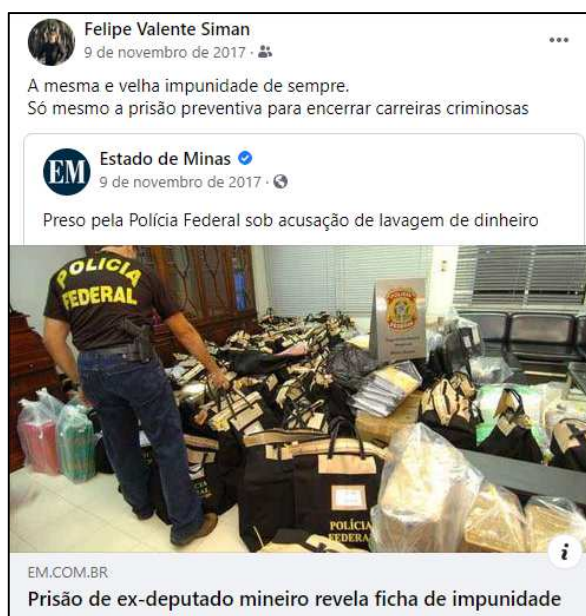 Felipe Valente Siman
9 de novembro de 2017 ·
A mesma e velha impunidade de sempre.
Só mesmo a prisão preventiva para encerrar carreiras criminosas
EM
Estado de Minas
9 de novembro de 2017 ·
Preso pela Polícia Federal sob acusação de lavagem de dinheiro
POLÍCIA
FEDERAL
POLÍCIA
FEDERAL
EM.COM.BR
Prisão de ex-deputado mineiro revela ficha de impunidade